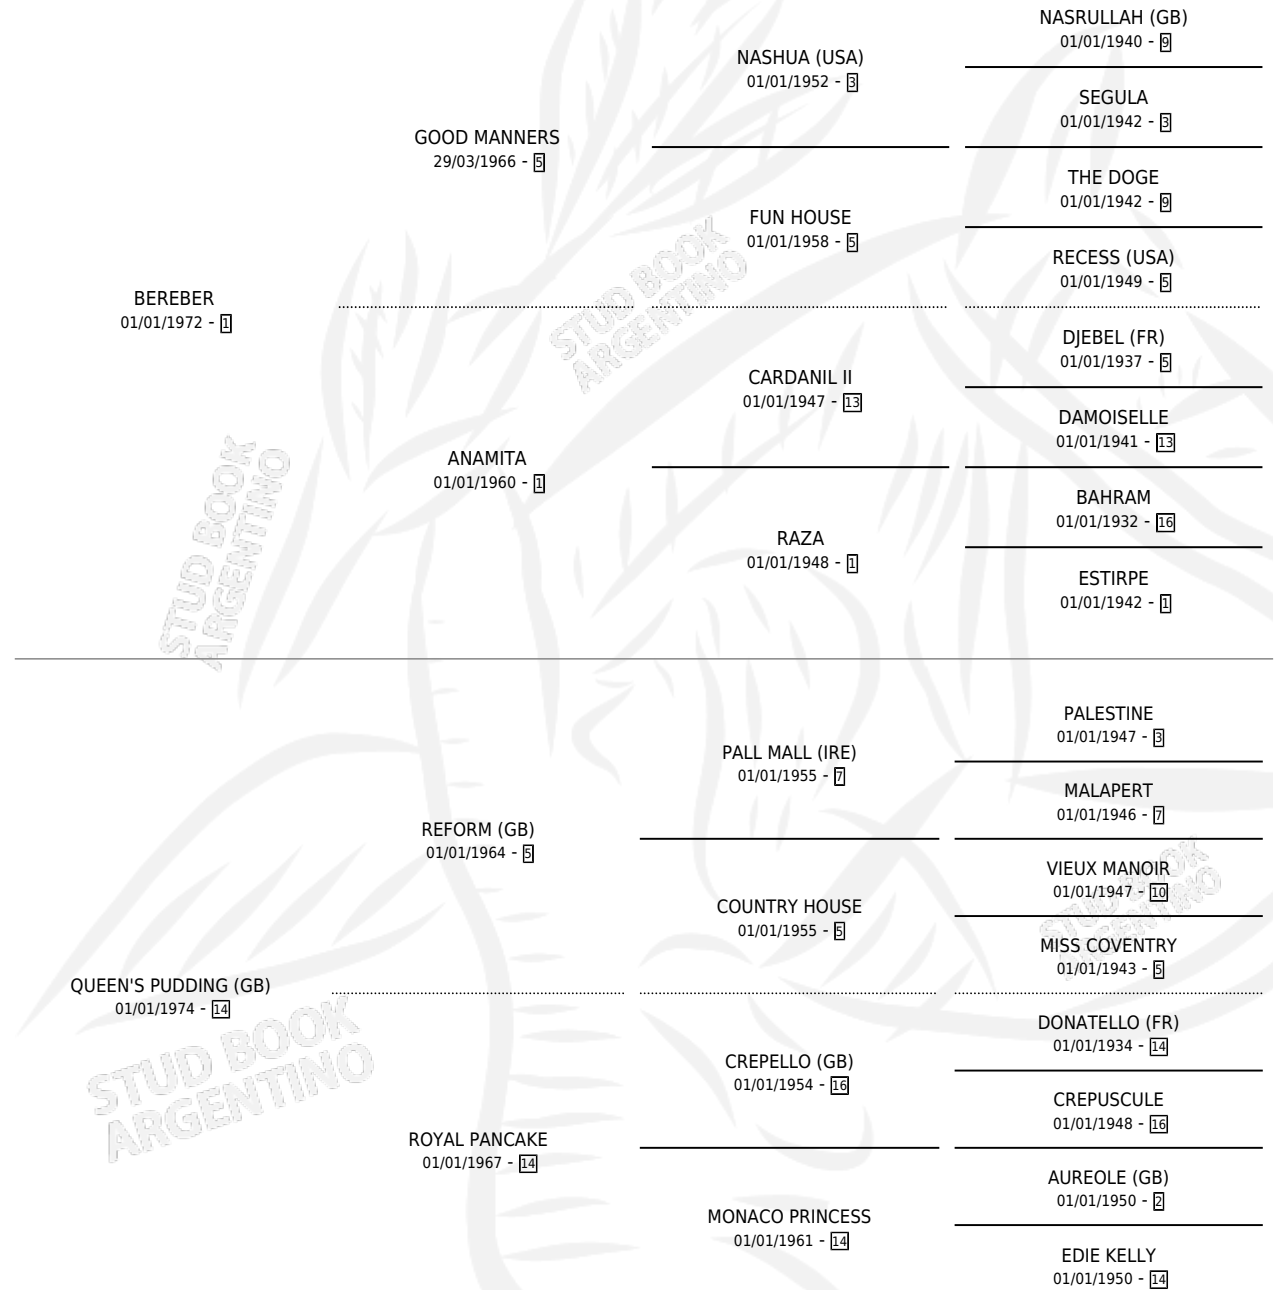 NASRULLAH (GB)
01/01/1940 - 9
NASHUA (USA)
01/01/1952 - 3
SEGULA
01/01/1942 - 3
GOOD MANNERS
29/03/1966 - 5
THE DOGE
01/01/1942 - 9
FUN HOUSE
01/01/1958 - 5
RECESS (USA)
01/01/1949 - 5
BEREBER
01/01/1972 - 1
DJEBEL (FR)
01/01/1937 - 5
CARDANIL II
01/01/1947 - 13
DAMOISELLE
01/01/1941 - 13
ANAMITA
01/01/1960 - 1
BAHRAM
01/01/1932 - 16
RAZA
01/01/1948 - 1
ESTIRPE
01/01/1942 - 1
PALESTINE
01/01/1947 - 3
PALL MALL (IRE)
01/01/1955 - 7
MALAPERT
01/01/1946 - 7
REFORM (GB)
01/01/1964 - 5
VIEUX MANOIR
01/01/1947 - 10
COUNTRY HOUSE
01/01/1955 - 5
MISS COVENTRY
01/01/1943 - 5
QUEEN'S PUDDING (GB)
01/01/1974 - 14
DONATELLO (FR)
01/01/1934 - 14
CREPELLO (GB)
01/01/1954 - 16
CREPUSCULE
01/01/1948 - 16
ROYAL PANCAKE
01/01/1967 - 14
AUREOLE (GB)
01/01/1950 - 2
MONACO PRINCESS
01/01/1961 - 14
EDIE KELLY
01/01/1950 - 14
STUD BOOK
ARGENTINO
STUD BOOK
ARGENTINO
STUD BOOK
ARGENTINO
STUD BOOK
ARGENTINO